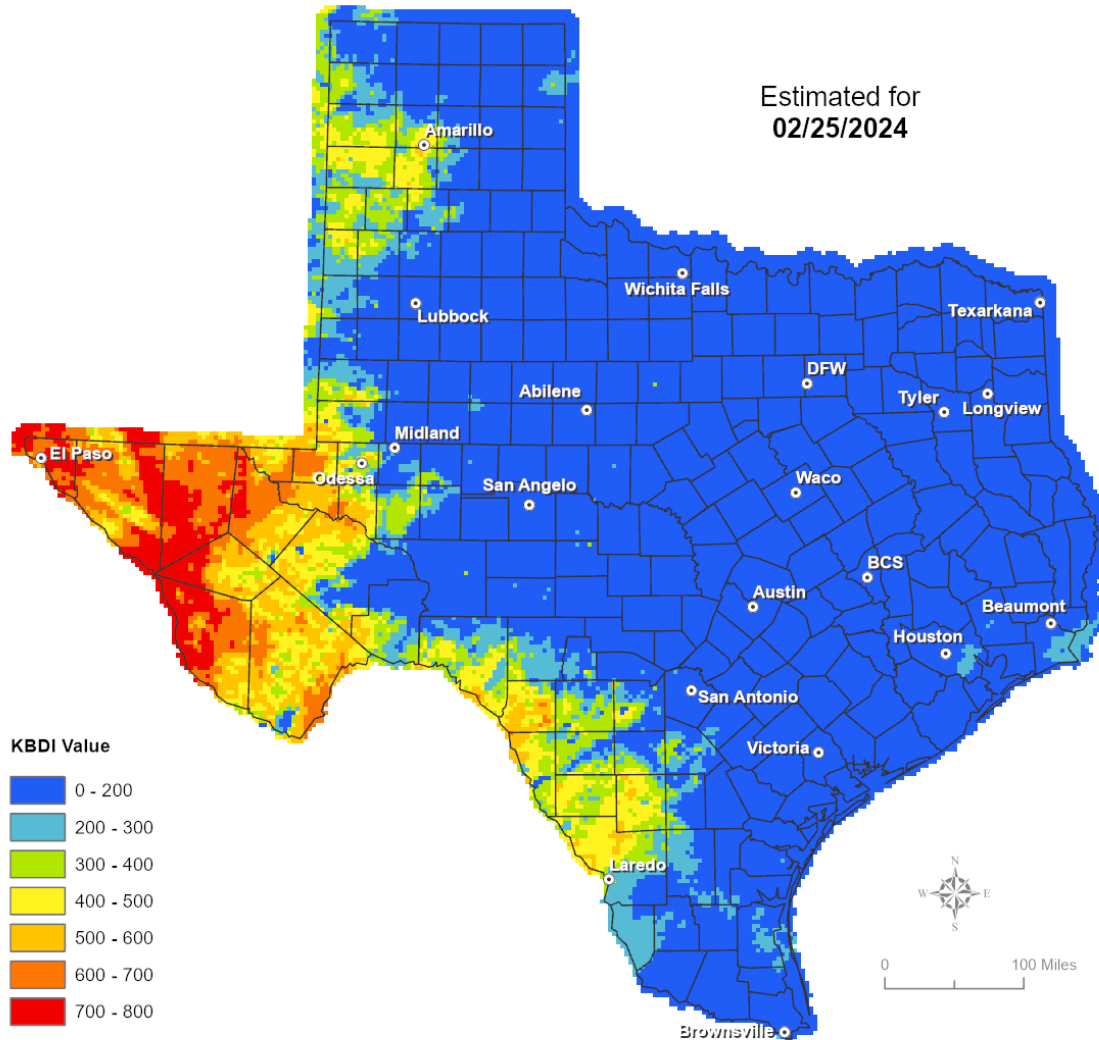 Estimated for
02/25/2024
Amarillo
Wichita Falls
Lubbock
Texarkana
DFW
Abilene
Tyler
Longview
Midland
El Paso
Odessa
San Angelo
Waco
BCS
Austin
Beaumont
Houston
San Antonio
Victoria
KBDI Value
0 - 200
200 - 300
300 - 400
400 - 500
500 - 600
600 - 700
700 - 800
Laredo
N
W E
S
0 100 Miles
Brownsville